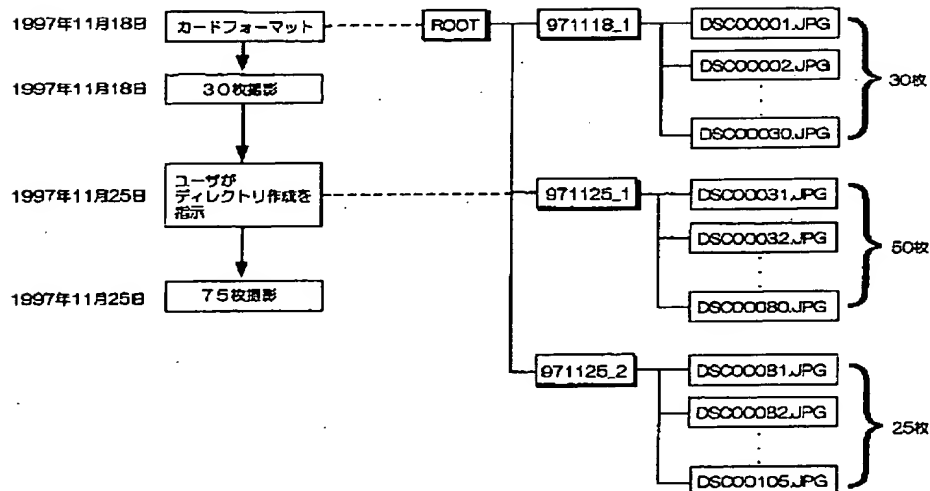 1997年11月18日
カードフォーマット
ROOT
971118_1
DSC00001.JPG
DSC00002.JPG
DSC00030.JPG
30枚
1997年11月18日
30枚撮影
1997年11月25日
ユーザが
ディレクトリ作成を
指示
971125_1
DSC00031.JPG
DSC00032.JPG
DSC00080.JPG
50枚
1997年11月25日
75枚撮影
971125_2
DSC00081.JPG
DSC00082.JPG
DSC000105.JPG
25枚